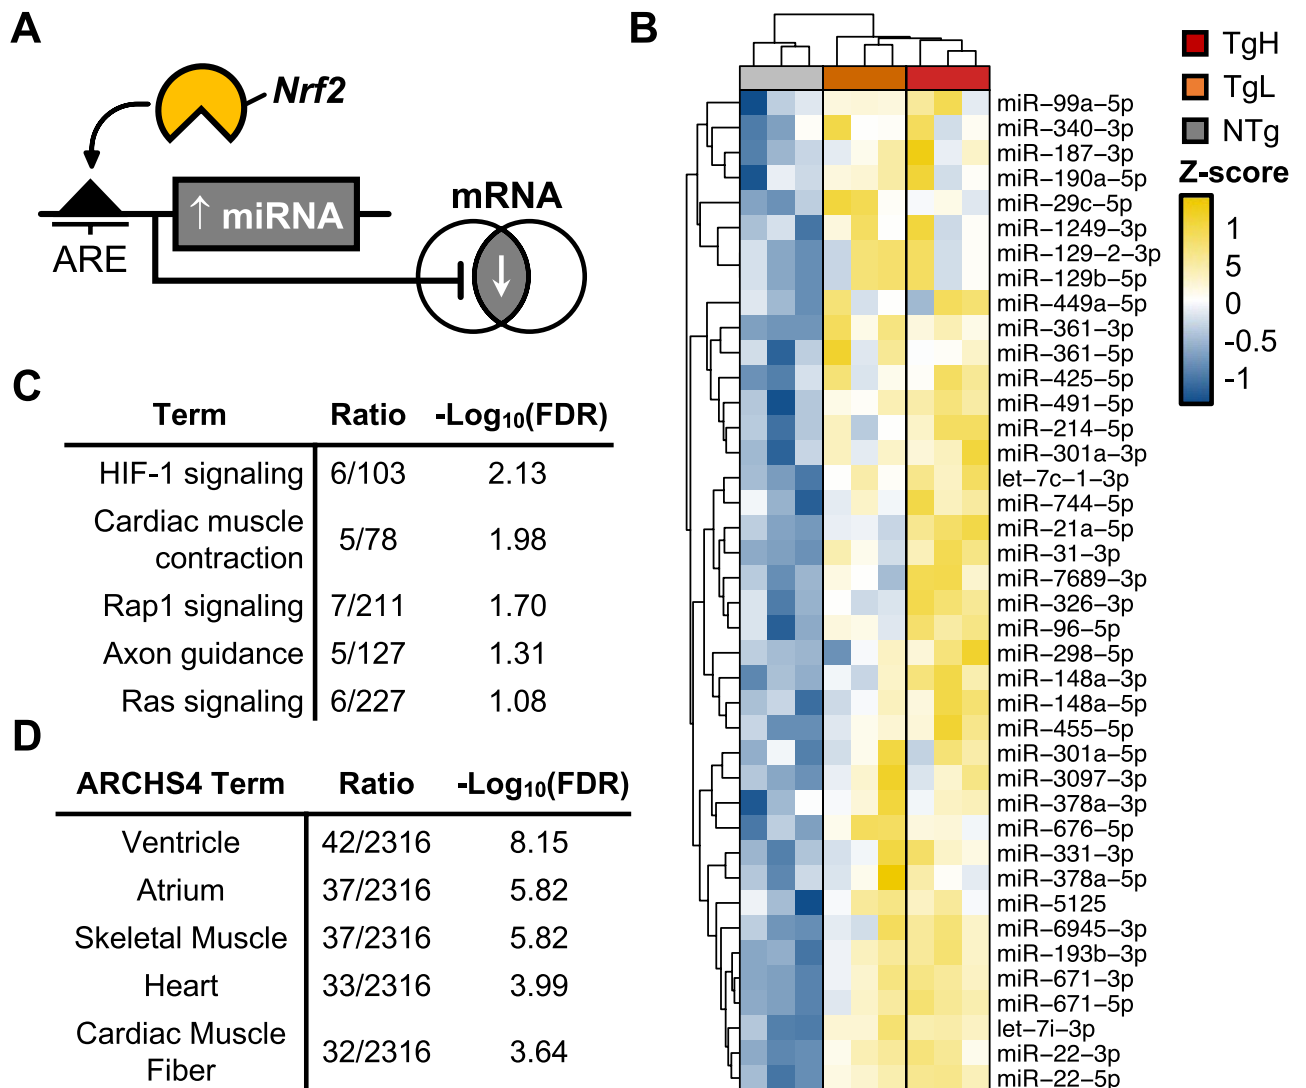 A
Nrf2
ARE
↑ miRNA
mRNA
↓
B
TgH
TgL
NTg
Z-score
1
5
0
-0.5
-1
miR-99a-5p
miR-340-3p
miR-187-3p
miR-190a-5p
miR-29c-5p
miR-1249-3p
miR-129-2-3p
miR-129b-5p
miR-449a-5p
miR-361-3p
miR-361-5p
miR-425-5p
miR-491-5p
miR-214-5p
miR-301a-3p
let-7c-1-3p
miR-744-5p
miR-21a-5p
miR-31-3p
miR-7689-3p
miR-326-3p
miR-96-5p
miR-298-5p
miR-148a-3p
miR-148a-5p
miR-455-5p
miR-301a-5p
miR-3097-3p
miR-378a-3p
miR-676-5p
miR-331-3p
miR-378a-5p
miR-5125
miR-6945-3p
miR-193b-3p
miR-671-3p
miR-671-5p
let-7i-3p
miR-22-3p
miR-22-5p
C
Term Ratio -Log₁₀(FDR)
HIF-1 signaling 6/103 2.13
Cardiac muscle
contraction 5/78 1.98
Rap1 signaling 7/211 1.70
Axon guidance 5/127 1.31
Ras signaling 6/227 1.08
D
ARCHS4 Term Ratio -Log₁₀(FDR)
Ventricle 42/2316 8.15
Atrium 37/2316 5.82
Skeletal Muscle 37/2316 5.82
Heart 33/2316 3.99
Cardiac Muscle
Fiber 32/2316 3.64